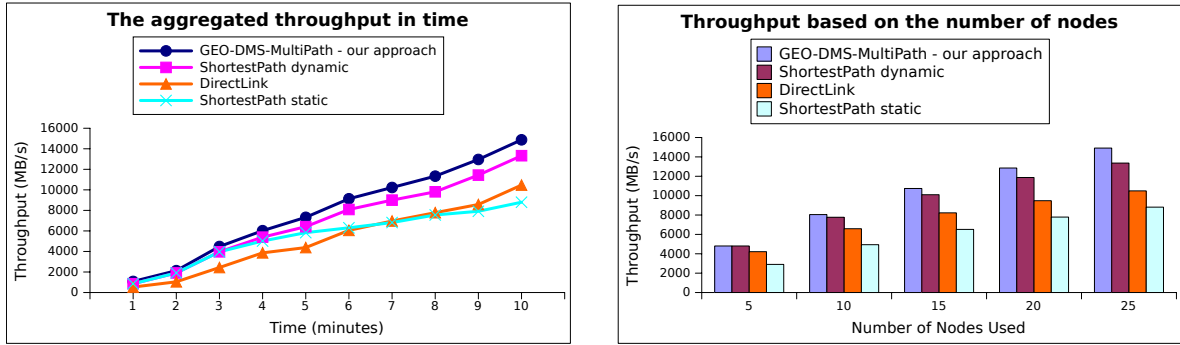 The aggregated throughput in time
GEO-DMS-MultiPath - our approach
ShortestPath dynamic
DirectLink
ShortestPath static
Throughput (MB/s)
16000
14000
12000
10000
8000
6000
4000
2000
0
1 2 3 4 5 6 7 8 9 10
Time (minutes)
Throughput based on the number of nodes
GEO-DMS-MultiPath - our approach
ShortestPath dynamic
DirectLink
ShortestPath static
Throughput (MB/s)
16000
14000
12000
10000
8000
6000
4000
2000
0
5 10 15 20 25
Number of Nodes Used